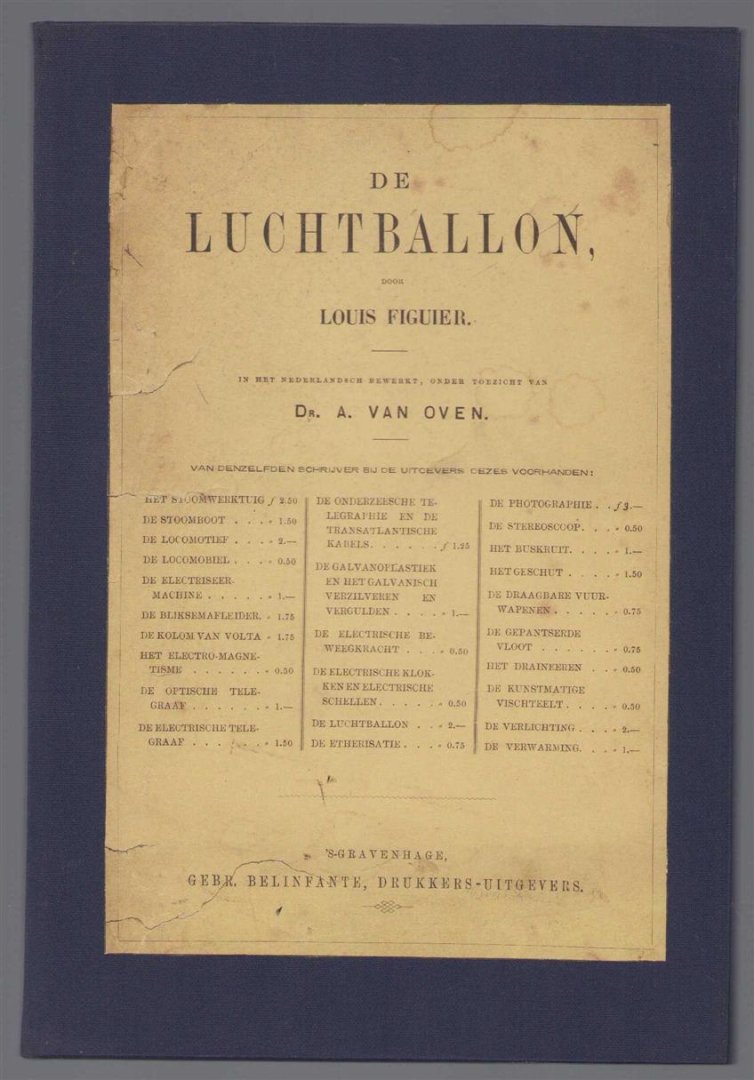 DE
LUCHTBALLON,
DOOR
LOUIS FIGUIER.
IN HET NEDERLANDSCH BEWERKT, ONDER TOEZICHT VAN
DR. A. VAN OVEN.
VAN DENZELFDEN SCHRIJVER BIJ DE UITGEVERS DEZES VOORHANDEN:
HET STOOMWERKTUIG ƒ 2.50
DE STOOMBOOT . . . „ 1.50
DE LOCOMOTIEF . . . „ 2.—
DE LOCOMOBIEL . . . „ 0.50
DE ELECTRISEER-
MACHINE . . . . . „ 1.—
DE BLIKSEMAFLEIDER. „ 1.75
DE KOLOM VAN VOLTA „ 1.75
HET ELECTRO-MAGNE-
TISME . . . . . . „ 0.50
DE OPTISCHE TELE-
GRAAF . . . . . . „ 1.—
DE ELECTRISCHE TELE-
GRAAF . . . . . . „ 1.50
DE ONDERZEESCHE TE-
LEGRAPHIE EN DE
TRANSATLANTISCHE
KABELS. . . . . . ƒ 1.25
DE GALVANOPLASTIEK
EN HET GALVANISCH
VERZILVEREN EN
VERGULDEN . . . . „ 1.—
DE ELECTRISCHE BE-
WEEGKRACHT . . . „ 0.50
DE ELECTRISCHE KLOK-
KEN EN ELECTRISCHE
SCHELLEN. . . . . „ 0.50
DE LUCHTBALLON . . „ 2.—
DE ETHERISATIE . . . „ 0.75
DE PHOTOGRAPHIE . . ƒ 3.—
DE STEREOSCOOP. . . „ 0.50
HET BUSKRUIT. . . . „ 1.—
HET GESCHUT . . . . „ 1.50
DE DRAAGBARE VUUR-
WAPENEN . . . . . „ 0.75
DE GEPANTSERDE
VLOOT . . . . . . „ 0.75
HET DRAINEEREN . . „ 0.50
DE KUNSTMATIGE
VISCHTEELT . . . . „ 0.50
DE VERLICHTING . . . „ 2.—
DE VERWARMING. . . „ 1.—
'S-GRAVENHAGE,
GEBR. BELINFANTE, DRUKKERS-UITGEVERS.